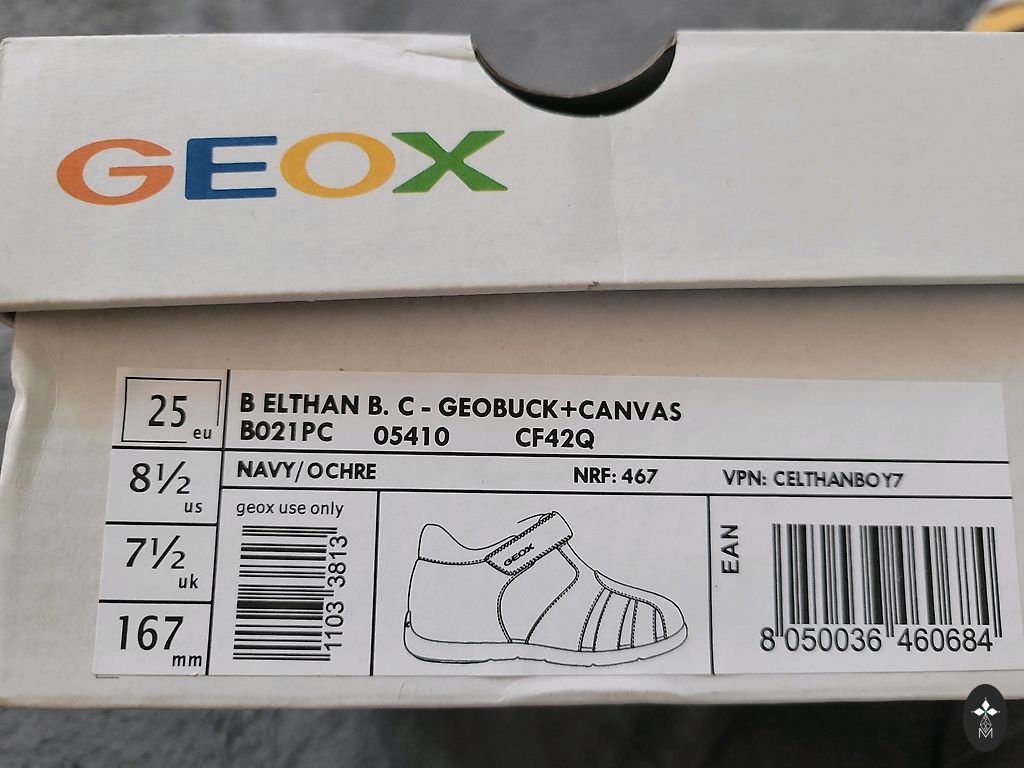 GEOX
25 eu
B ELTHAN B. C - GEOBUCK+CANVAS
B021PC 05410 CF42Q
8½ us
NAVY/OCHRE NRF: 467 VPN: CELTHANBOY7
geox use only
1103 3813
GEOX
EAN
8 050036 460684
7½ uk
167 mm
M